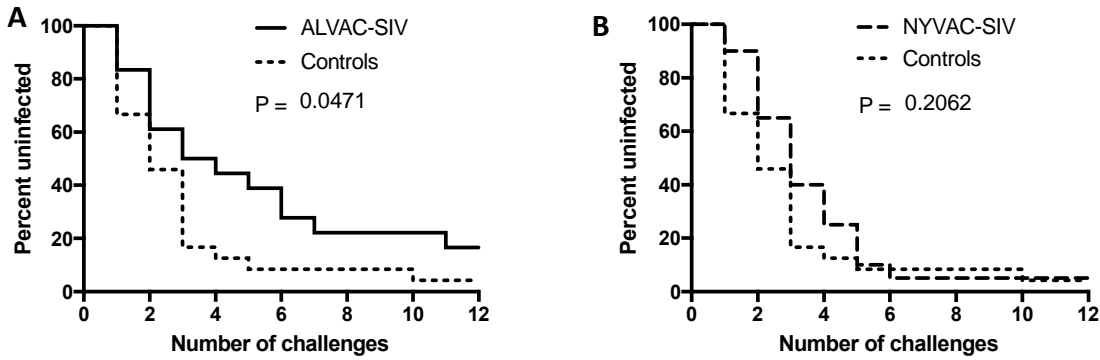 A
ALVAC-SIV
Controls
P = 0.0471
100
80
60
40
20
0
Percent uninfected
0 2 4 6 8 10 12
Number of challenges
B
NYVAC-SIV
Controls
P = 0.2062
100
80
60
40
20
0
Percent uninfected
0 2 4 6 8 10 12
Number of challenges